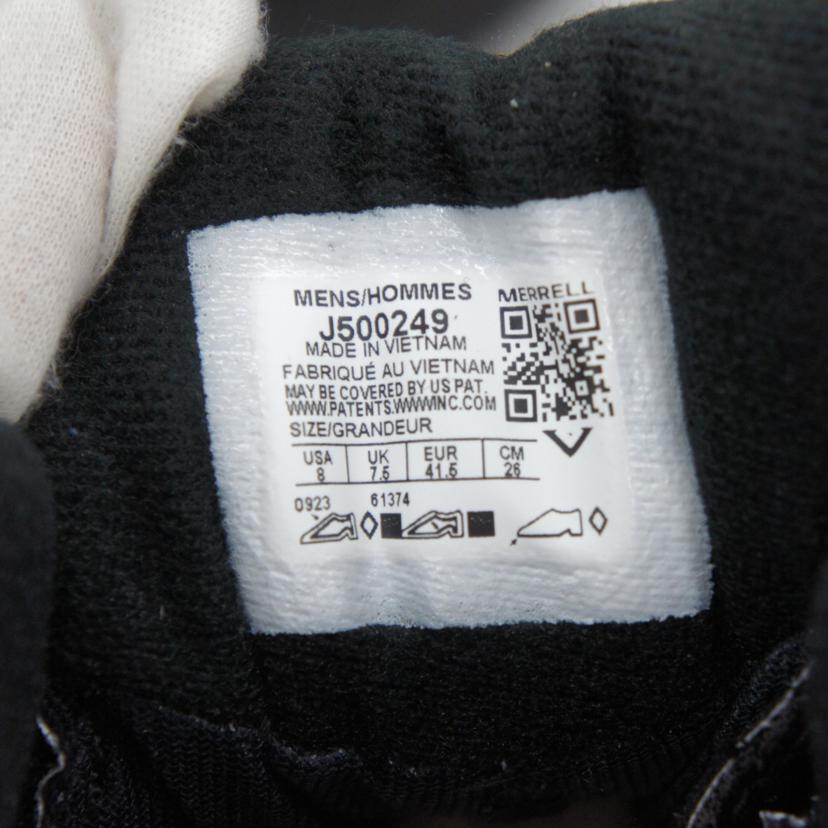 MENS/HOMMES
MERRELL
J500249
MADE IN VIETNAM
FABRIQUÉ AU VIETNAM
MAY BE COVERED BY US PAT.
WWW.PATENTS.WWWINC.COM
SIZE/GRANDEUR
USA UK EUR CM
8 7.5 41.5 26
0923 61374